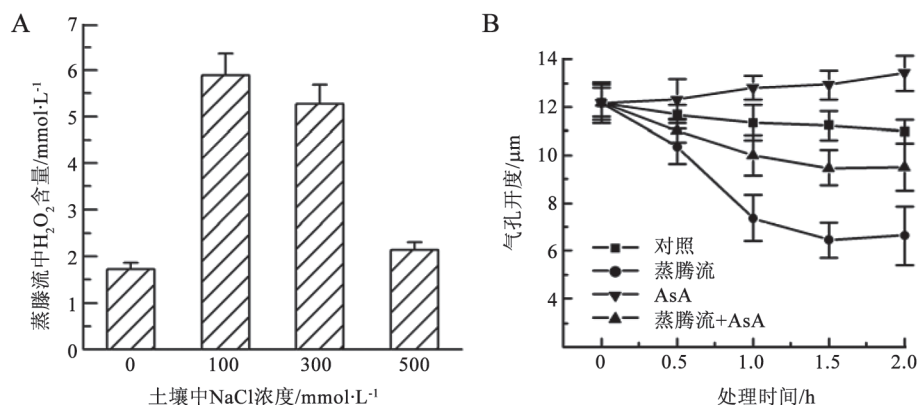 A
蒸滕流中H₂O₂含量/mmol·L⁻¹
7
6
5
4
3
2
1
0
0 100 300 500
土壤中NaCl浓度/mmol·L⁻¹
B
气孔开度/μm
14
12
10
8
6
4
对照
蒸腾流
AsA
蒸腾流+AsA
0 0.5 1.0 1.5 2.0
处理时间/h